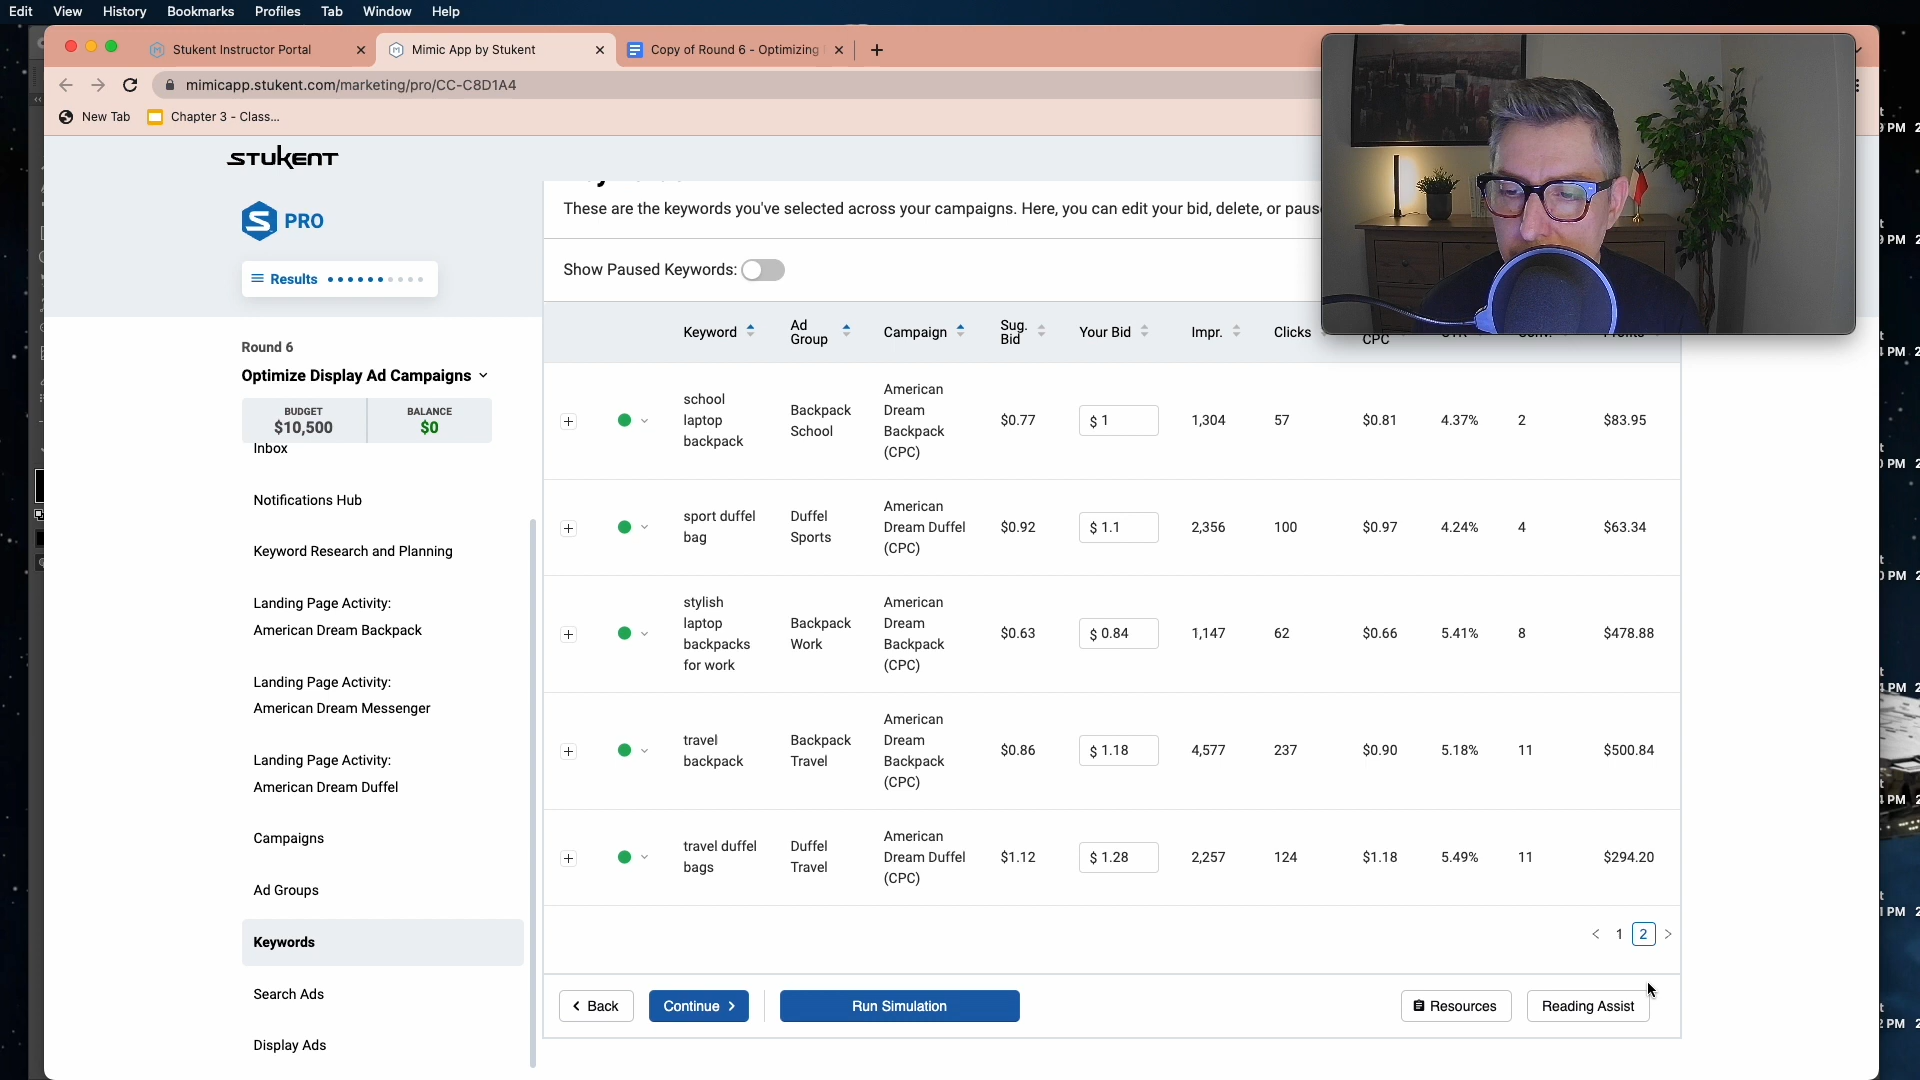 Edit View History Bookmarks Profiles Tab Window Help
Stukent Instructor Portal
Mimic App by Stukent
Copy of Round 6 - Optimizing
mimicapp.stukent.com/marketing/pro/CC-C8D1A4
New Tab
Chapter 3 - Class...
STUKENT
PRO
Results
Round 6
Optimize Display Ad Campaigns
BUDGET
$10,500
BALANCE
$0
Inbox
Notifications Hub
Keyword Research and Planning
Landing Page Activity:
American Dream Backpack
Landing Page Activity:
American Dream Messenger
Landing Page Activity:
American Dream Duffel
Campaigns
Ad Groups
Keywords
Search Ads
Display Ads
These are the keywords you've selected across your campaigns. Here, you can edit your bid, delete, or
Show Paused Keywords:
Keyword
Ad
Group
Campaign
Sug.
Bid
Your Bid
Impr.
Clicks
CPC
school
laptop
backpack
Backpack
School
American
Dream
Backpack
(CPC)
$0.77
$ 1
1,304
57
$0.81
4.37%
2
$83.95
sport duffel
bag
Duffel
Sports
American
Dream Duffel
(CPC)
$0.92
$ 1.1
2,356
100
$0.97
4.24%
4
$63.34
stylish
laptop
backpacks
for work
Backpack
Work
American
Dream
Backpack
(CPC)
$0.63
$ 0.84
1,147
62
$0.66
5.41%
8
$478.88
travel
backpack
Backpack
Travel
American
Dream
Backpack
(CPC)
$0.86
$ 1.18
4,577
237
$0.90
5.18%
11
$500.84
travel duffel
bags
Duffel
Travel
American
Dream Duffel
(CPC)
$1.12
$ 1.28
2,257
124
$1.18
5.49%
11
$294.20
< 1 2 >
Back
Continue
Run Simulation
Resources
Reading Assist